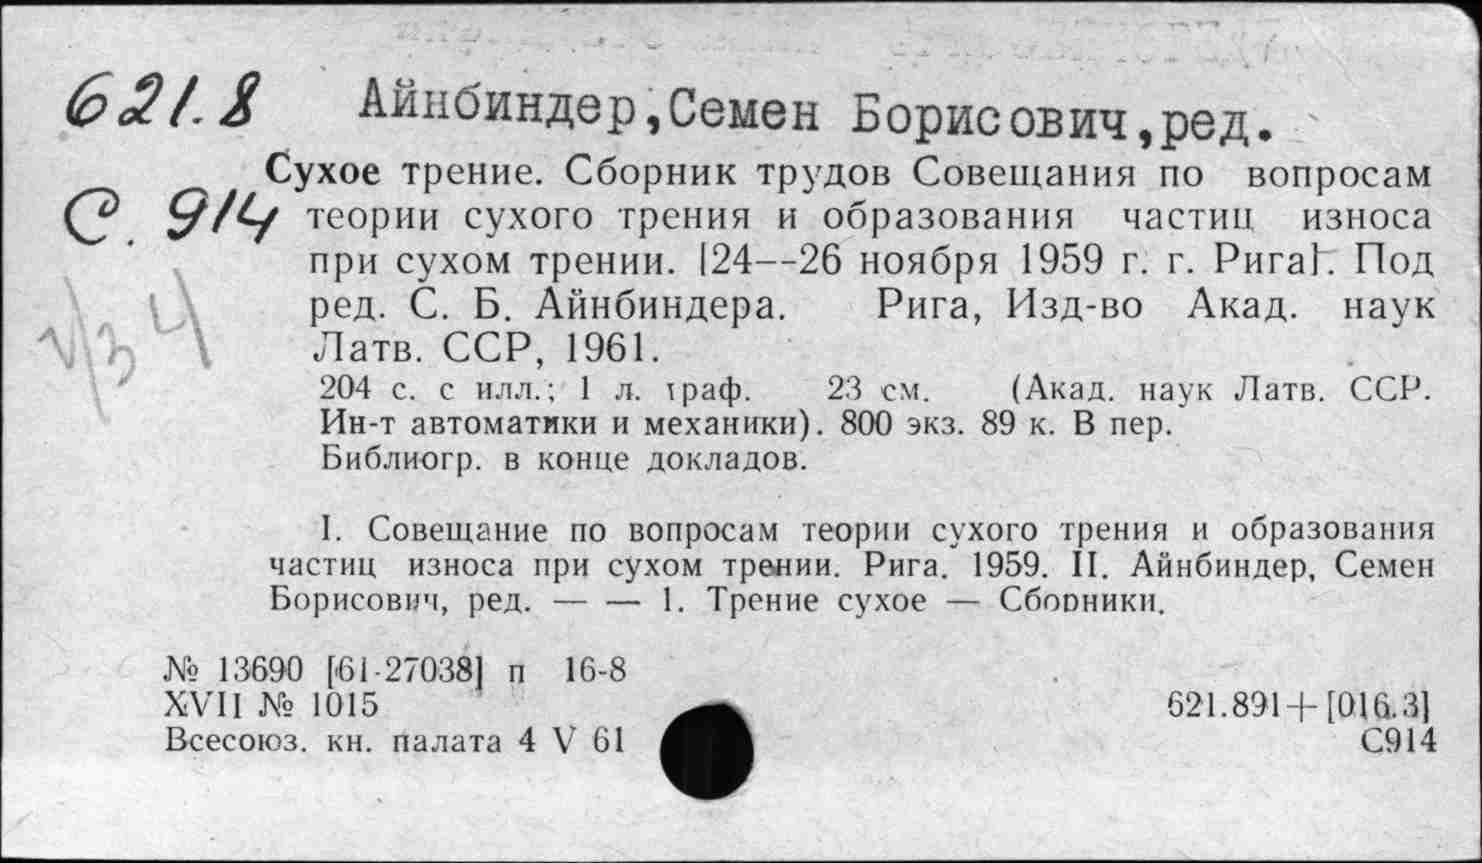 621.8 Айнбиндер,Семен Борисович,ред.
Сухое трение. Сборник трудов Совещания по вопросам
С. 914 теории сухого трения и образования частиц износа
при сухом трении. [24—26 ноября 1959 г. г. Рига]. Под
ред. С. Б. Айнбиндера. Рига, Изд-во Акад. наук
Латв. ССР, 1961.
204 с. с илл.; 1 л. граф. 23 см. (Акад. наук Латв. ССР.
Ин-т автоматики и механики). 800 экз. 89 к. В пер.
Библиогр. в конце докладов.
I. Совещание по вопросам теории сухого трения и образования
частиц износа при сухом трении. Рига. 1959. II. Айнбиндер, Семен
Борисович, ред. — — 1. Трение сухое — Сборники.
№ 13690 [61-27038] п 16-8
XVII № 1015
621.891+[016.3]
Всесоюз. кн. палата 4 V 61
С914